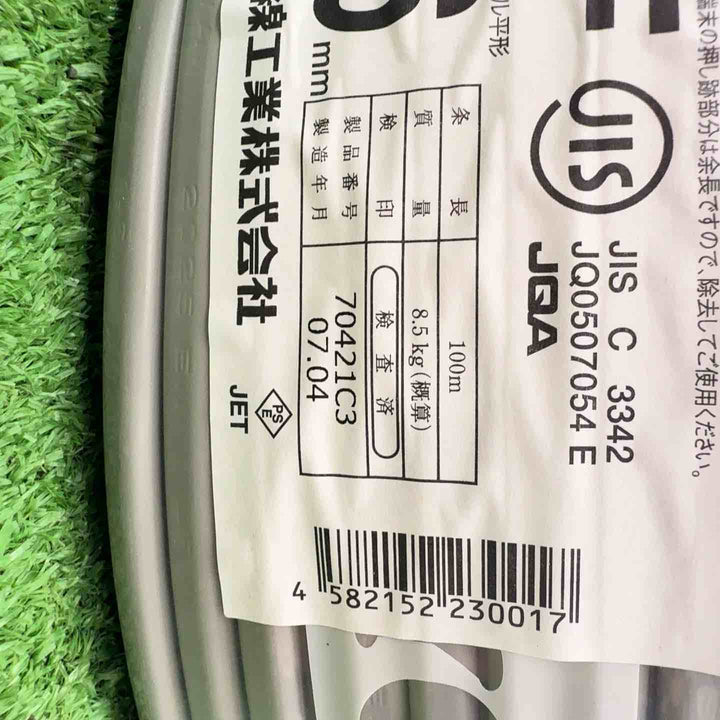 mm
ル平形
条長 100m
質量 8.5kg(概算)
検印 検査済
製品番号 70421C3
製造年月 07.04
JIS
JIS C 3342
JQ0507054 E
JQA
端末の押し跡部分は余長ですので、除去してご使用ください。
線工業株式会社
PS
E
JET
4 582152 230017